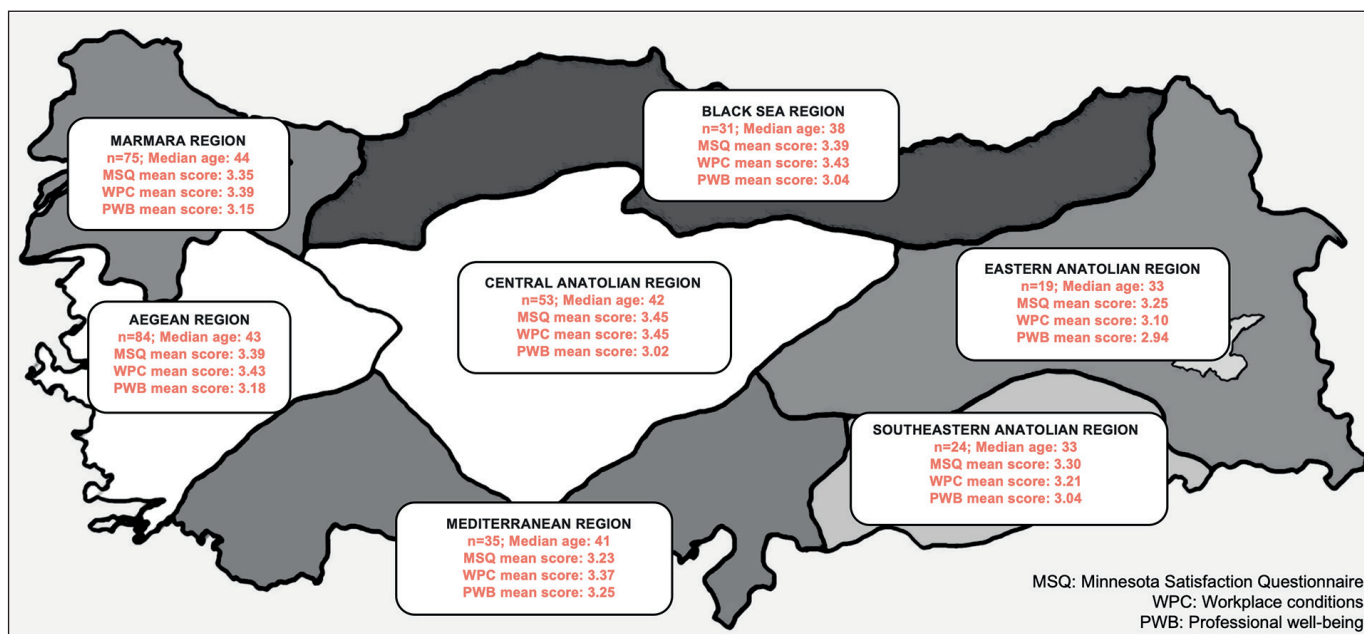 MARMARA REGION
n=75; Median age: 44
MSQ mean score: 3.35
WPC mean score: 3.39
PWB mean score: 3.15
BLACK SEA REGION
n=31; Median age: 38
MSQ mean score: 3.39
WPC mean score: 3.43
PWB mean score: 3.04
AEGEAN REGION
n=84; Median age: 43
MSQ mean score: 3.39
WPC mean score: 3.43
PWB mean score: 3.18
CENTRAL ANATOLIAN REGION
n=53; Median age: 42
MSQ mean score: 3.45
WPC mean score: 3.45
PWB mean score: 3.02
EASTERN ANATOLIAN REGION
n=19; Median age: 33
MSQ mean score: 3.25
WPC mean score: 3.10
PWB mean score: 2.94
SOUTHEASTERN ANATOLIAN REGION
n=24; Median age: 33
MSQ mean score: 3.30
WPC mean score: 3.21
PWB mean score: 3.04
MEDITERRANEAN REGION
n=35; Median age: 41
MSQ mean score: 3.23
WPC mean score: 3.37
PWB mean score: 3.25
MSQ: Minnesota Satisfaction Questionnaire
WPC: Workplace conditions
PWB: Professional well-being